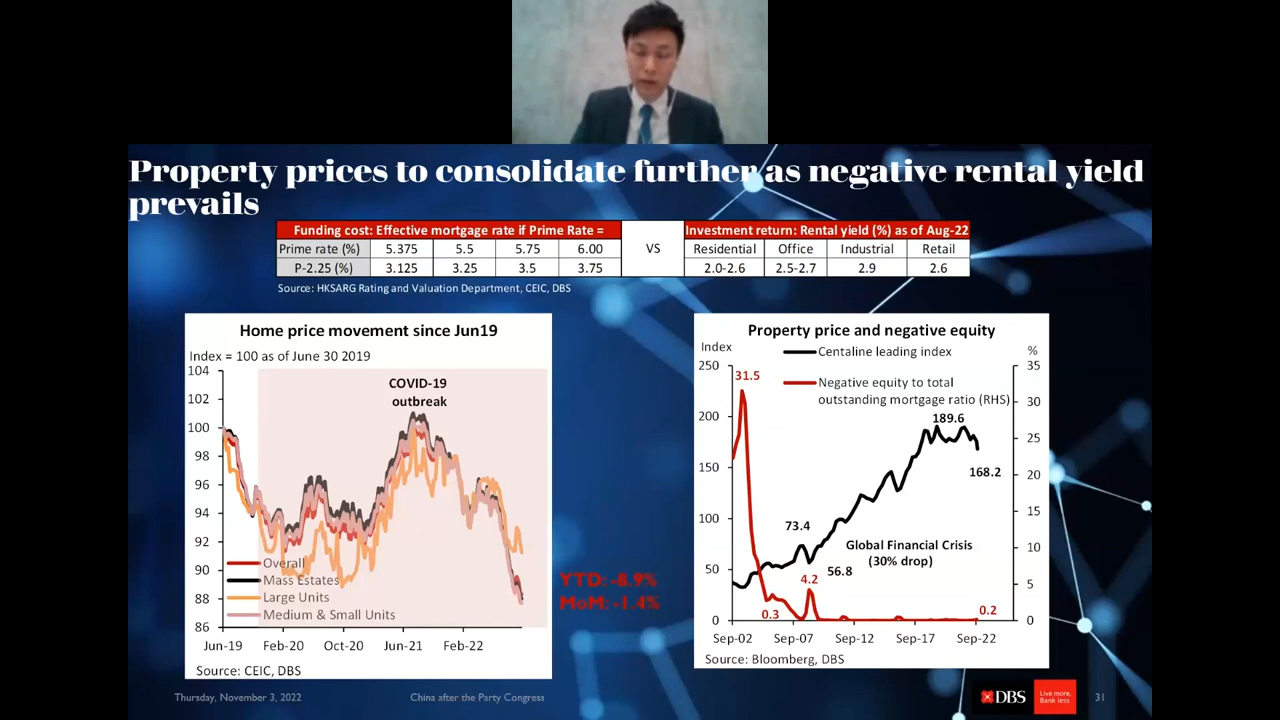 Property prices to consolidate further as negative rental yield
prevails
Funding cost: Effective mortgage rate if Prime Rate =
Prime rate (%) 5.375 5.5 5.75 6.00
P-2.25 (%) 3.125 3.25 3.5 3.75
VS
Investment return: Rental yield (%) as of Aug-22
Residential Office Industrial Retail
2.0-2.6 2.5-2.7 2.9 2.6
Source: HKSARG Rating and Valuation Department, CEIC, DBS
Home price movement since Jun19
Index = 100 as of June 30 2019
104
102
100
98
96
94
92
90
88
86
COVID-19
outbreak
Overall
Mass Estates
Large Units
Medium & Small Units
Jun-19 Feb-20 Oct-20 Jun-21 Feb-22
Source: CEIC, DBS
YTD: -8.9%
MoM: -1.4%
Property price and negative equity
Index %
Centaline leading index
Negative equity to total
outstanding mortgage ratio (RHS)
250
200
150
100
50
0
35
30
25
20
15
10
5
0
31.5
189.6
168.2
73.4
Global Financial Crisis
(30% drop)
56.8
4.2
0.3
0.2
Sep-02 Sep-07 Sep-12 Sep-17 Sep-22
Source: Bloomberg, DBS
Thursday, November 3, 2022
China after the Party Congress
DBS
Live more,
Bank less
31